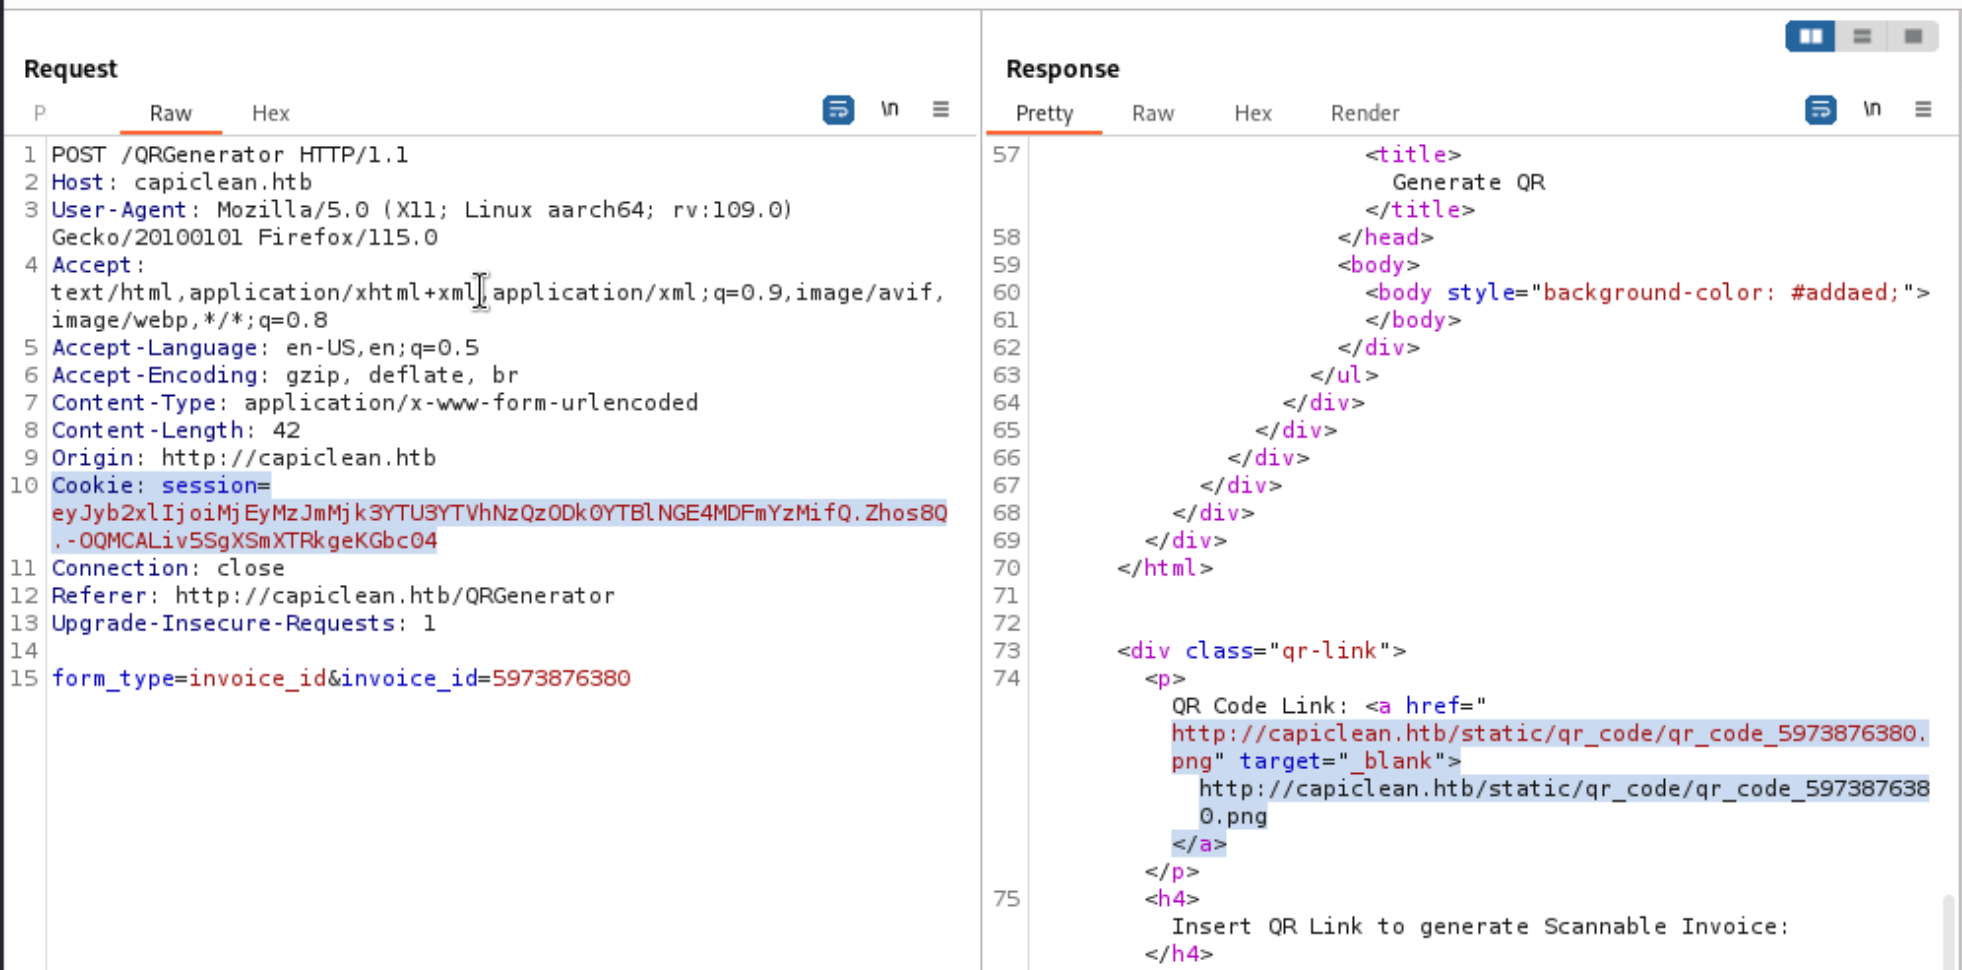 Request
P Raw Hex \n
1 POST /QRGenerator HTTP/1.1
2 Host: capiclean.htb
3 User-Agent: Mozilla/5.0 (X11; Linux aarch64; rv:109.0)
Gecko/20100101 Firefox/115.0
4 Accept:
text/html,application/xhtml+xml,application/xml;q=0.9,image/avif,
image/webp,*/*;q=0.8
5 Accept-Language: en-US,en;q=0.5
6 Accept-Encoding: gzip, deflate, br
7 Content-Type: application/x-www-form-urlencoded
8 Content-Length: 42
9 Origin: http://capiclean.htb
10 Cookie: session=
eyJyb2xlIjoiMjEyMzJmMjk3YTU3YTVhNzQzODk0YTBlNGE4MDFmYzMifQ.Zhos8Q
.-OQMCALiv5SgXSmXTRkgeKGbc04
11 Connection: close
12 Referer: http://capiclean.htb/QRGenerator
13 Upgrade-Insecure-Requests: 1
14
15 form_type=invoice_id&invoice_id=5973876380
Response
Pretty Raw Hex Render \n
57 <title>
Generate QR
</title>
58 </head>
59 <body>
60 <body style="background-color: #addaed;">
61 </body>
62 </div>
63 </ul>
64 </div>
65 </div>
66 </div>
67 </div>
68 </div>
69 </div>
70 </html>
71
72
73 <div class="qr-link">
74 <p>
QR Code Link: <a href="
http://capiclean.htb/static/qr_code/qr_code_5973876380.
png" target="_blank">
http://capiclean.htb/static/qr_code/qr_code_597387638
0.png
</a>
</p>
75 <h4>
Insert QR Link to generate Scannable Invoice:
</h4>